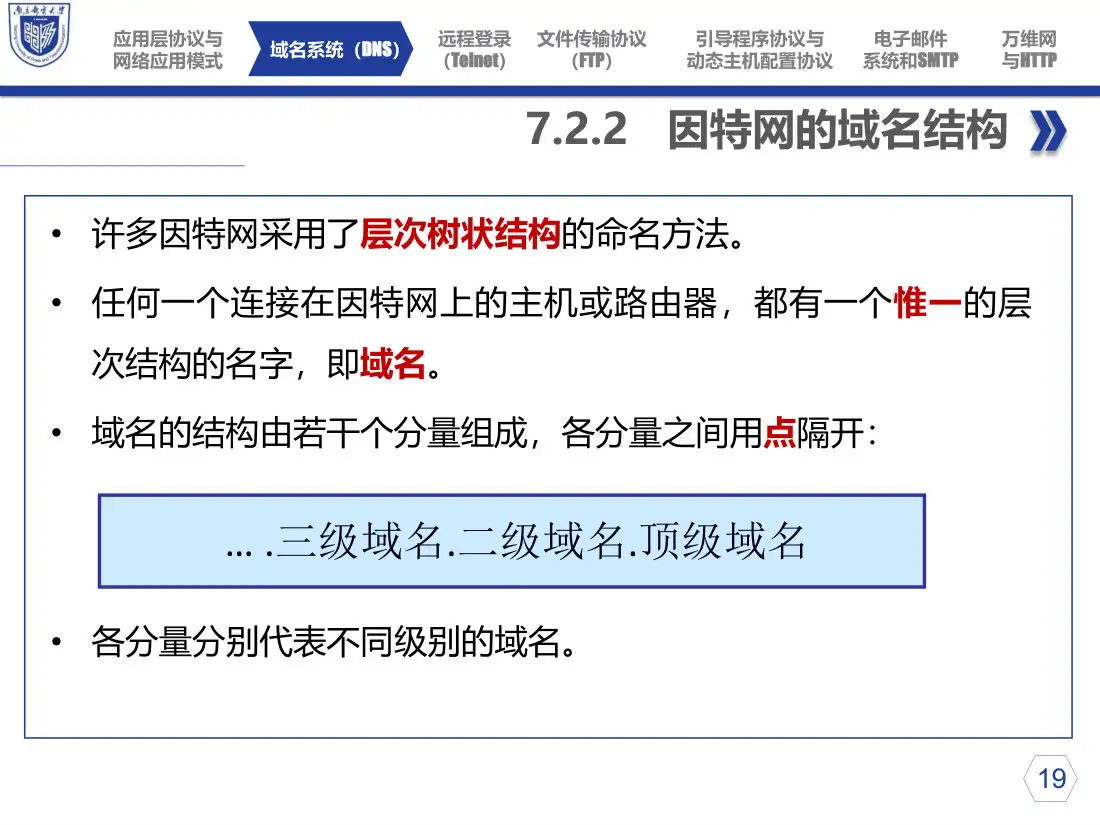 南京邮电大学
应用层协议与
网络应用模式
域名系统（DNS）
远程登录
（Telnet）
文件传输协议
（FTP）
引导程序协议与
动态主机配置协议
电子邮件
系统和SMTP
万维网
与HTTP
7.2.2 因特网的域名结构
• 许多因特网采用了层次树状结构的命名方法。
• 任何一个连接在因特网上的主机或路由器，都有一个惟一的层
次结构的名字，即域名。
• 域名的结构由若干个分量组成，各分量之间用点隔开：
... .三级域名.二级域名.顶级域名
• 各分量分别代表不同级别的域名。
19